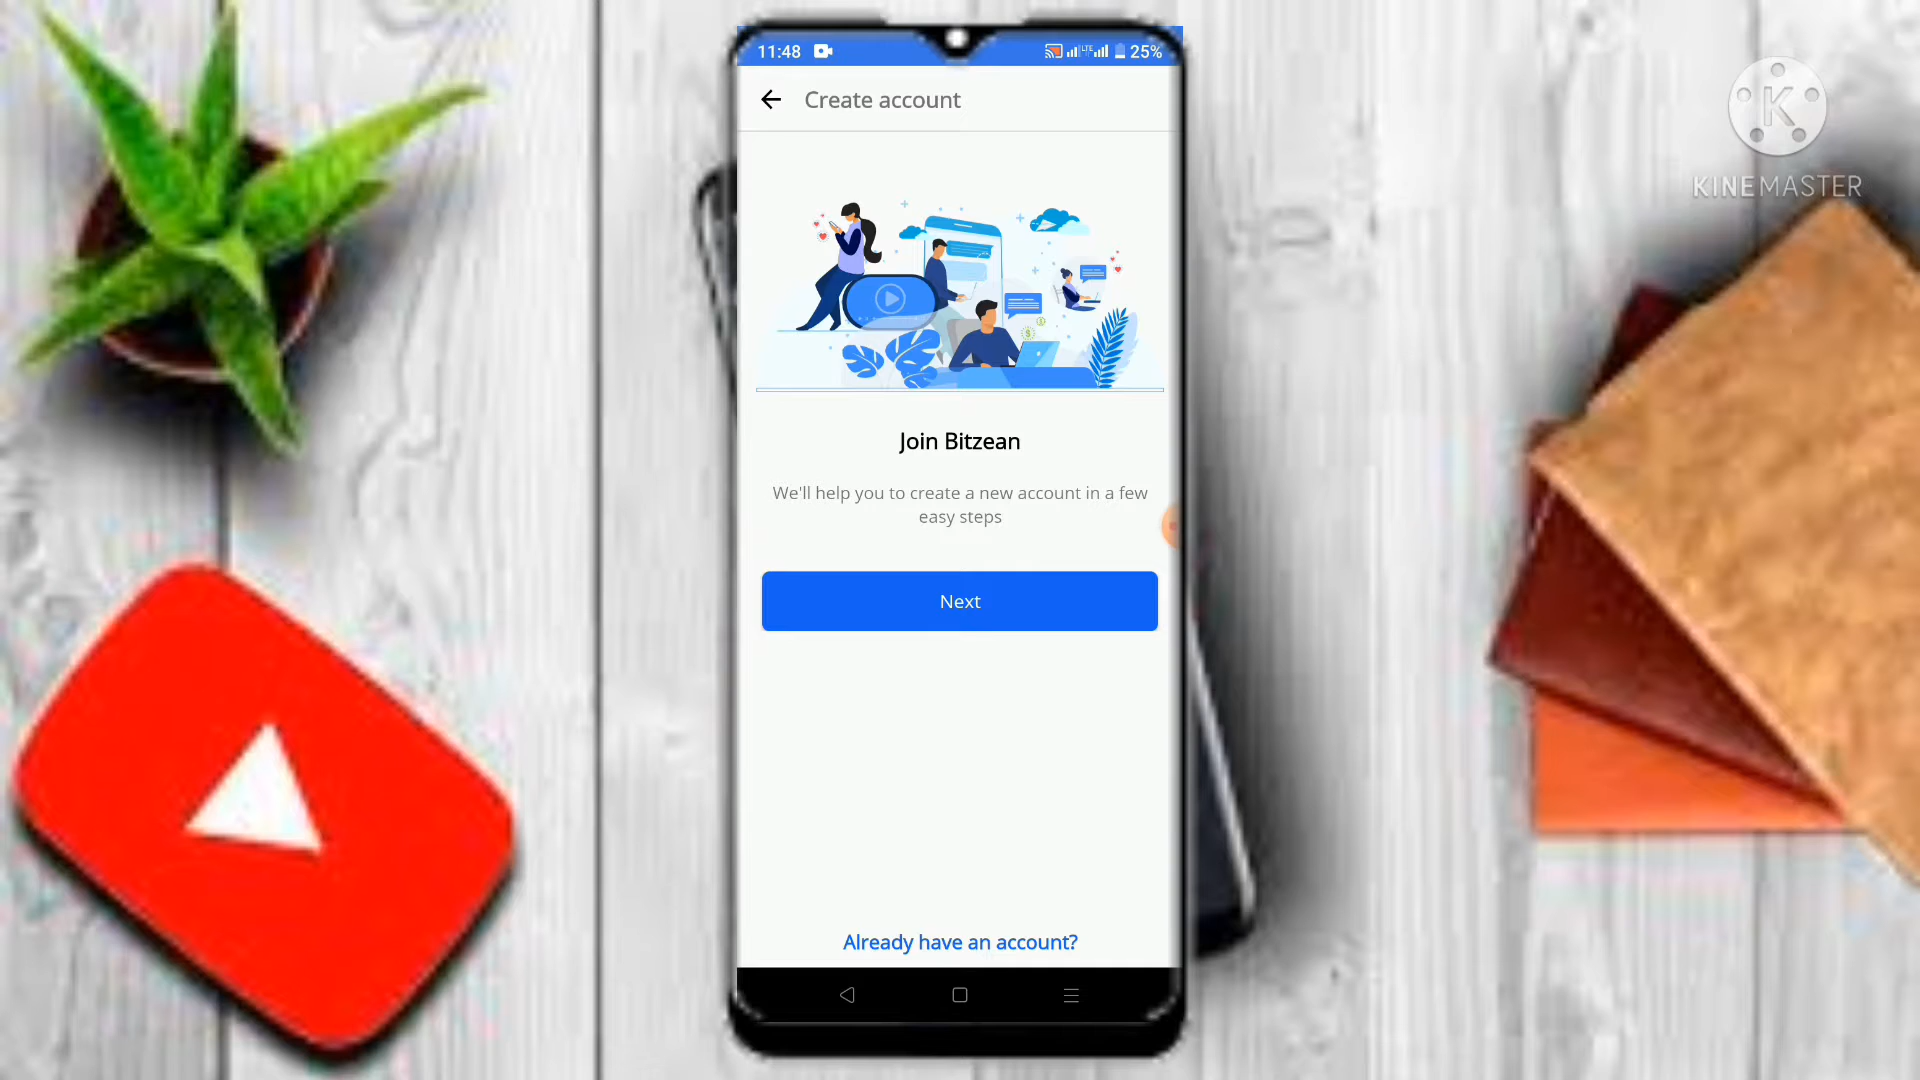 11:48
LTE
25%
Create account
Join Bitzean
We'll help you to create a new account in a few
easy steps
Next
Already have an account?
K
KINEMASTER